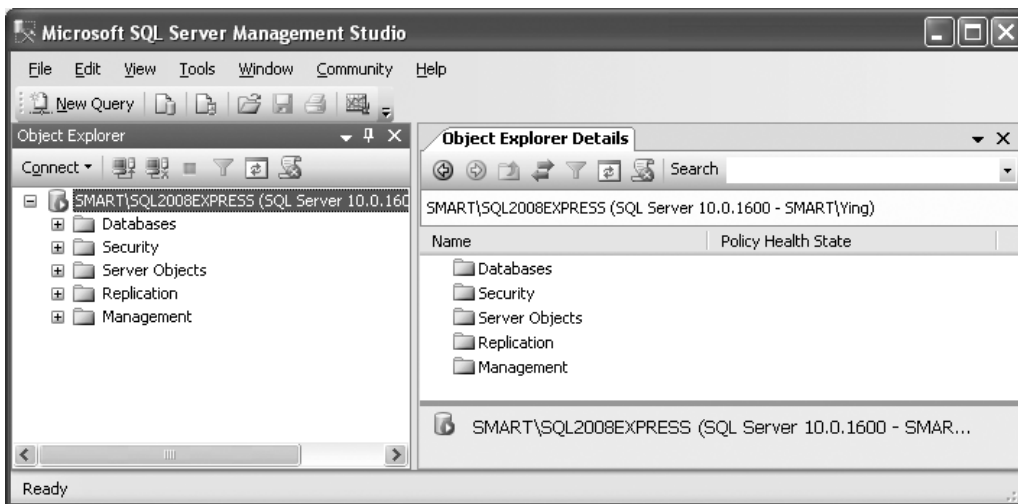 Microsoft SQL Server Management Studio
File Edit View Tools Window Community Help
New Query
Object Explorer
Connect
SMART\SQL2008EXPRESS (SQL Server 10.0.160
Databases
Security
Server Objects
Replication
Management
Object Explorer Details
Search
SMART\SQL2008EXPRESS (SQL Server 10.0.1600 - SMART\Ying)
Name Policy Health State
Databases
Security
Server Objects
Replication
Management
SMART\SQL2008EXPRESS (SQL Server 10.0.1600 - SMAR...
Ready